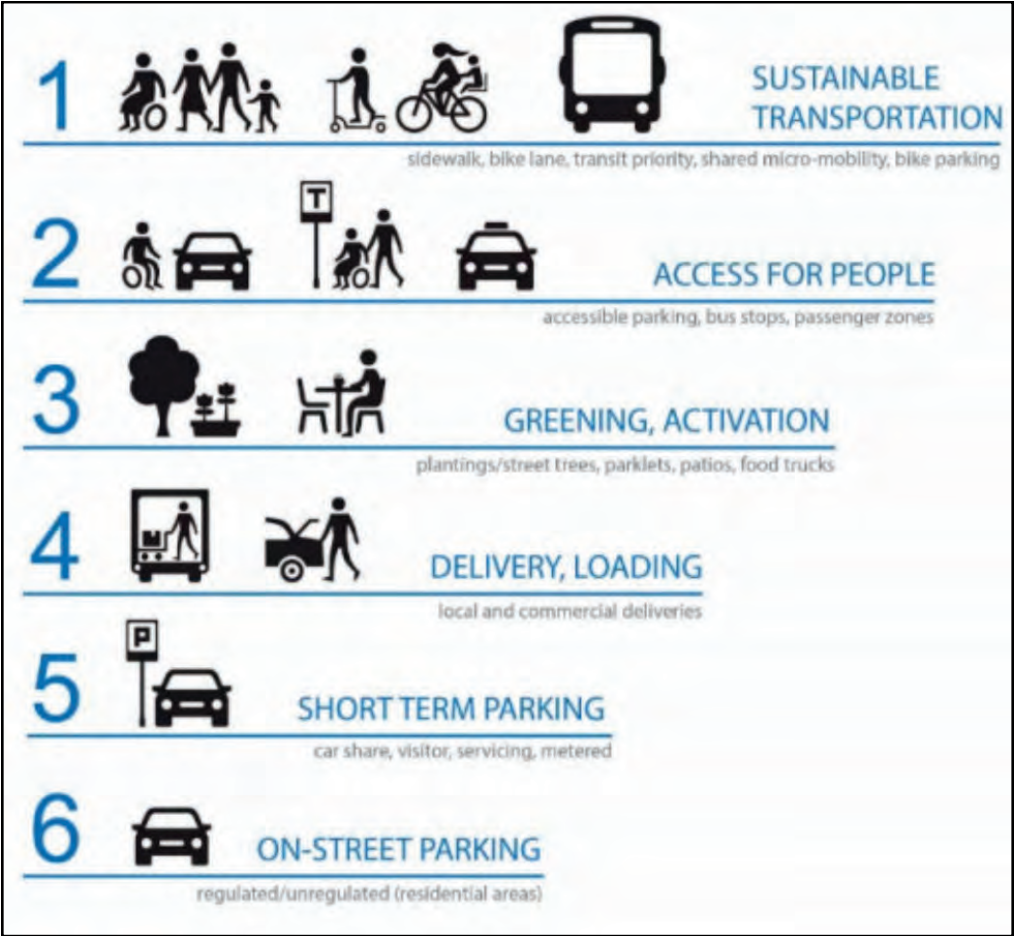 1
SUSTAINABLE
TRANSPORTATION
sidewalk, bike lane, transit priority, shared micro-mobility, bike parking
T
2
ACCESS FOR PEOPLE
accessible parking, bus stops, passenger zones
3
GREENING, ACTIVATION
plantings/street trees, parklets, patios, food trucks
4
DELIVERY, LOADING
local and commercial deliveries
P
5
SHORT TERM PARKING
car share, visitor, servicing, metered
6
ON-STREET PARKING
regulated/unregulated (residential areas)